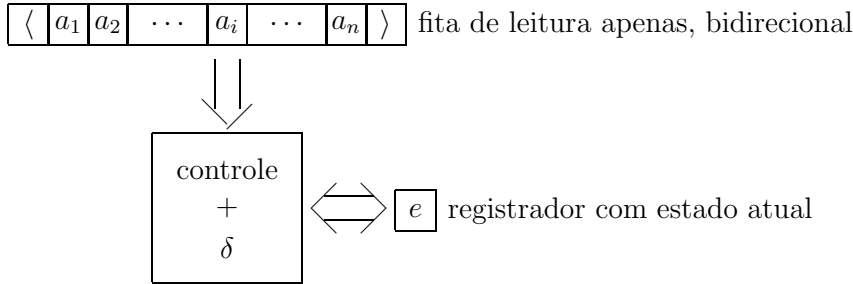 ⟨ a₁ a₂ ⋯ aᵢ ⋯ aₙ ⟩ fita de leitura apenas, bidirecional
controle
+
δ
e registrador com estado atual